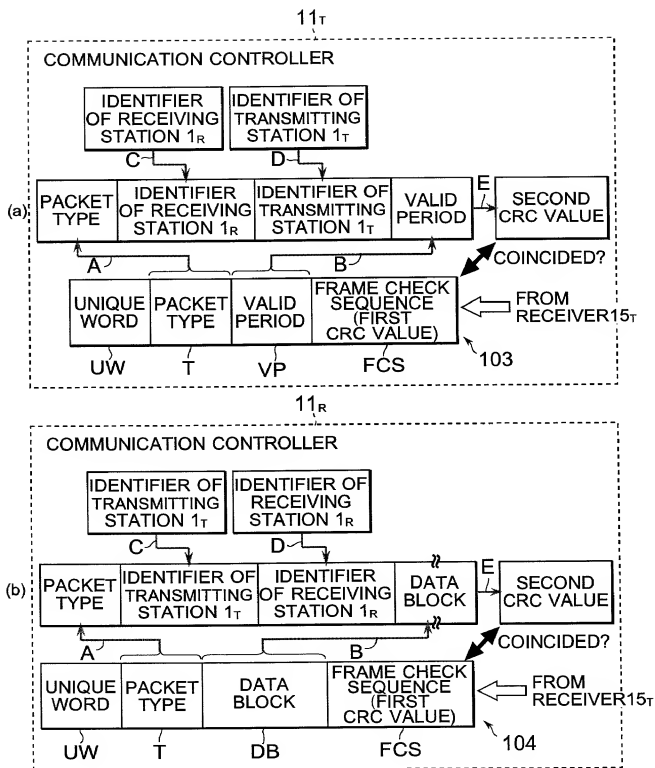 11T
COMMUNICATION CONTROLLER
IDENTIFIER OF RECEIVING STATION 1R
IDENTIFIER OF TRANSMITTING STATION 1T
C
D
(a)
PACKET TYPE
IDENTIFIER OF RECEIVING STATION 1R
IDENTIFIER OF TRANSMITTING STATION 1T
VALID PERIOD
E
SECOND CRC VALUE
A
B
COINCIDED?
UNIQUE WORD
PACKET TYPE
VALID PERIOD
FRAME CHECK SEQUENCE (FIRST CRC VALUE)
FROM RECEIVER15T
UW
T
VP
FCS
103
11R
COMMUNICATION CONTROLLER
IDENTIFIER OF TRANSMITTING STATION 1T
IDENTIFIER OF RECEIVING STATION 1R
C
D
(b)
PACKET TYPE
IDENTIFIER OF TRANSMITTING STATION 1T
IDENTIFIER OF RECEIVING STATION 1R
DATA BLOCK
E
SECOND CRC VALUE
A
B
COINCIDED?
UNIQUE WORD
PACKET TYPE
DATA BLOCK
FRAME CHECK SEQUENCE (FIRST CRC VALUE)
FROM RECEIVER15T
UW
T
DB
FCS
104